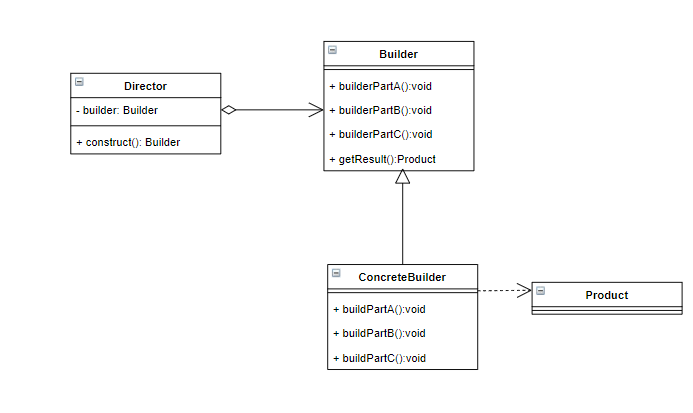 Builder
+ builderPartA():void
+ builderPartB():void
+ builderPartC():void
+ getResult():Product
Director
- builder: Builder
+ construct(): Builder
ConcreteBuilder
+ buildPartA():void
+ buildPartB():void
+ buildPartC():void
Product